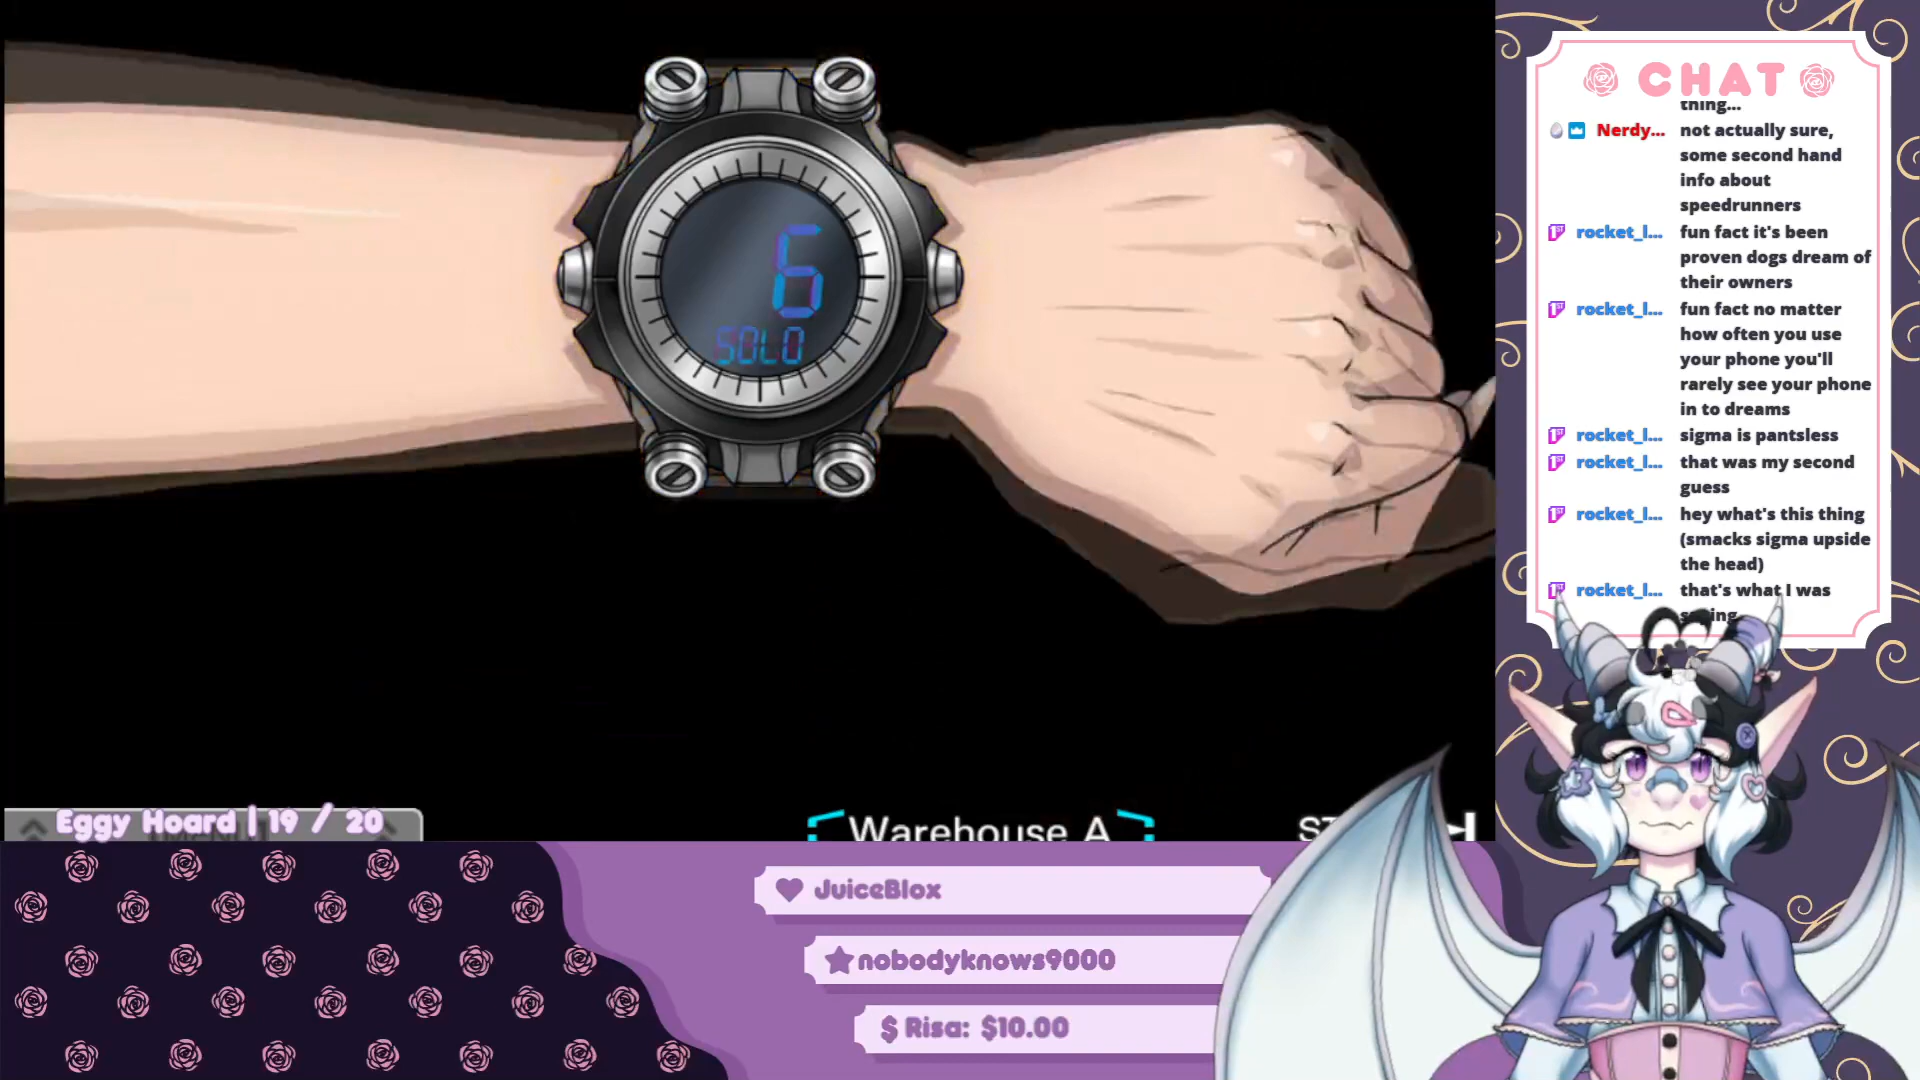 6
SOLO
Eggy Hoard | 19 / 20
Warehouse A
JuiceBlox
nobodyknows9000
$ Risa: $10.00
CHAT
thing...
Nerdy... not actually sure,
some second hand
info about
speedrunners
rocket_l... fun fact it's been
proven dogs dream of
their owners
rocket_l... fun fact no matter
how often you use
your phone you'll
rarely see your phone
in to dreams
rocket_l... sigma is pantsless
rocket_l... that was my second
guess
rocket_l... hey what's this thing
(smacks sigma upside
the head)
rocket_l... that's what I was